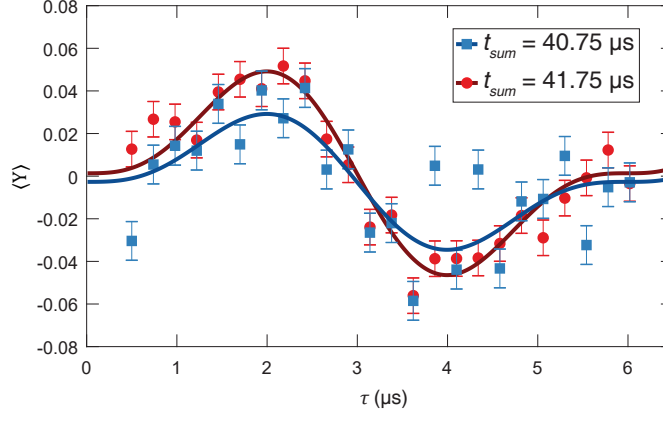 0.08
0.06
0.04
0.02
0
-0.02
-0.04
-0.06
-0.08
⟨Y⟩
t_sum = 40.75 µs
t_sum = 41.75 µs
0 1 2 3 4 5 6
τ (µs)